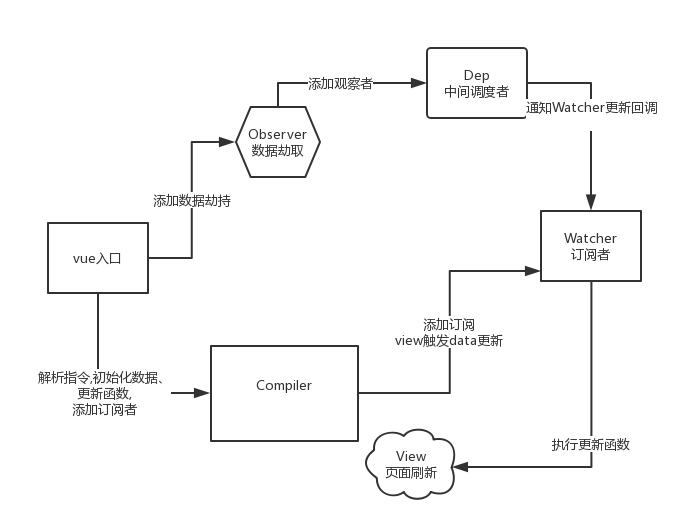 Dep
中间调度者
添加观察者
通知Watcher更新回调
Observer
数据劫取
添加数据劫持
Watcher
订阅者
vue入口
添加订阅
view触发data更新
解析指令,初始化数据、
更新函数,
添加订阅者
Compiler
执行更新函数
View
页面刷新